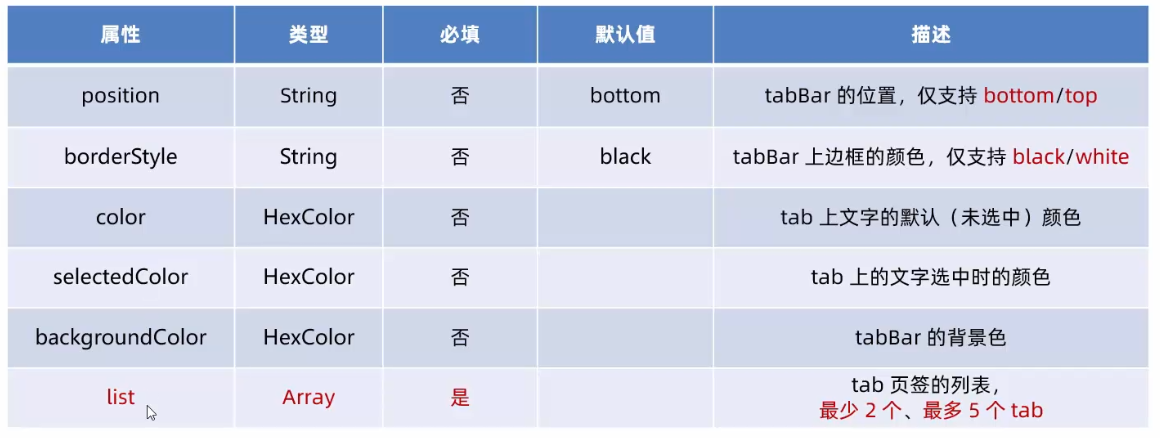 属性 类型 必填 默认值 描述
position String 否 bottom tabBar 的位置，仅支持 bottom/top
borderStyle String 否 black tabBar 上边框的颜色，仅支持 black/white
color HexColor 否 tab 上文字的默认（未选中）颜色
selectedColor HexColor 否 tab 上的文字选中时的颜色
backgroundColor HexColor 否 tabBar 的背景色
list Array 是 tab 页签的列表，
最少 2 个、最多 5 个 tab